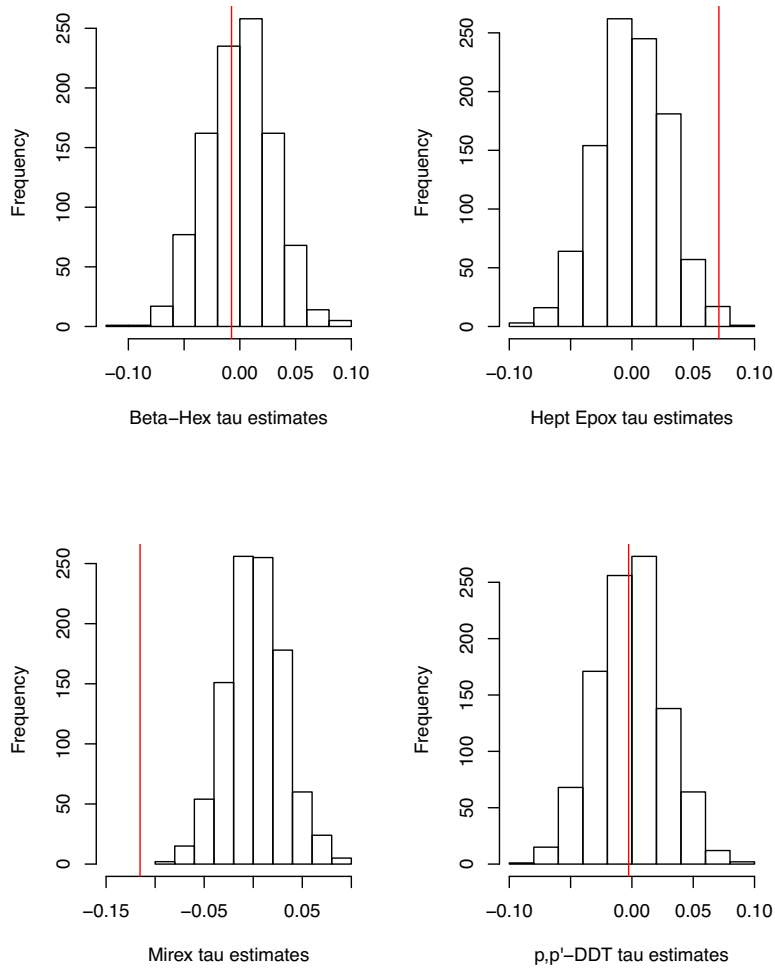 Frequency
0 50 100 150 200 250
−0.10 0.00 0.05 0.10
Beta−Hex tau estimates
Frequency
0 50 100 150 200 250
−0.10 0.00 0.05 0.10
Hept Epox tau estimates
Frequency
0 50 100 150 200 250
−0.15 −0.05 0.05
Mirex tau estimates
Frequency
0 50 100 150 200 250
−0.10 0.00 0.05 0.10
p,p'−DDT tau estimates